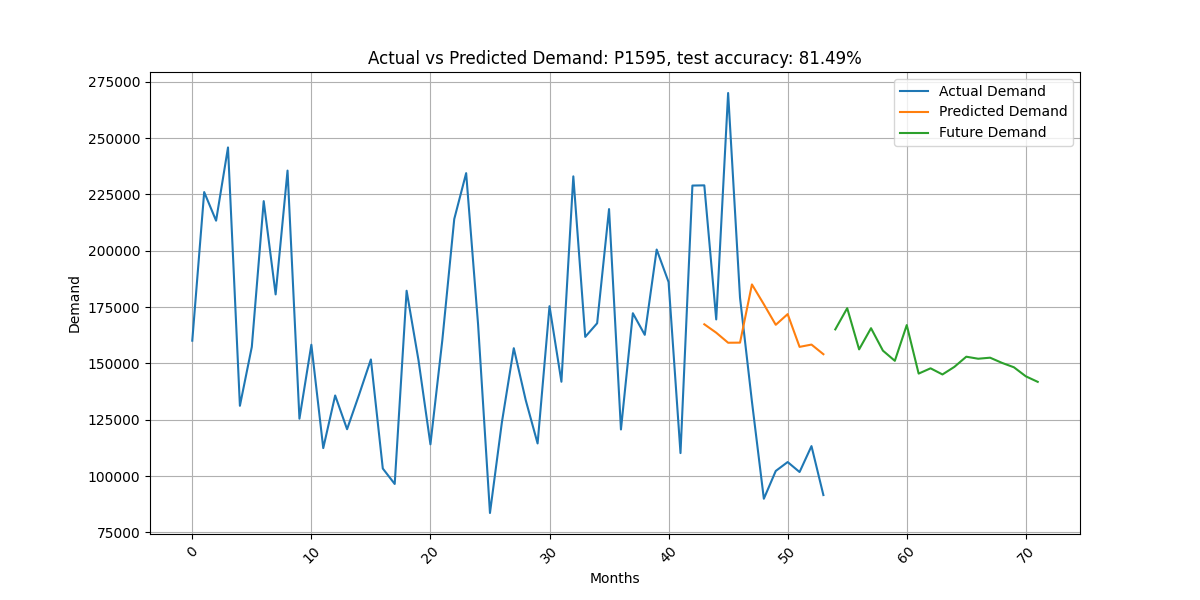 Actual vs Predicted Demand: P1595, test accuracy: 81.49%
Actual Demand
Predicted Demand
Future Demand
275000
250000
225000
200000
175000
150000
125000
100000
75000
Demand
0 10 20 30 40 50 60 70
Months